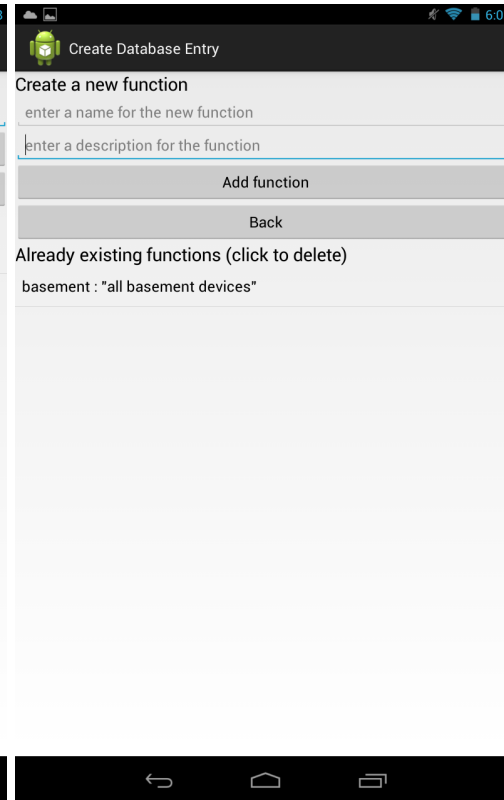 6:0
Create Database Entry
Create a new function
enter a name for the new function
enter a description for the function
Add function
Back
Already existing functions (click to delete)
basement : "all basement devices"